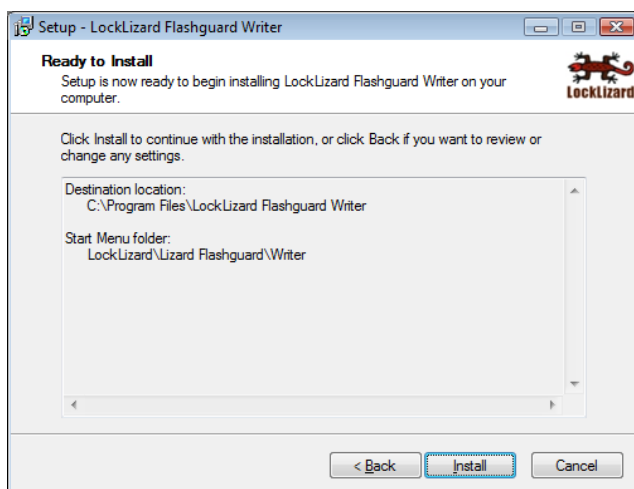 Setup - LockLizard Flashguard Writer
Ready to Install
Setup is now ready to begin installing LockLizard Flashguard Writer on your
computer.
LockLizard
Click Install to continue with the installation, or click Back if you want to review or
change any settings.
Destination location:
C:\Program Files\LockLizard Flashguard Writer
Start Menu folder:
LockLizard\Lizard Flashguard\Writer
< Back
Install
Cancel